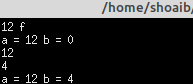 /home/shoaib/
12 f
a = 12 b = 0
12
4
a = 12 b = 4